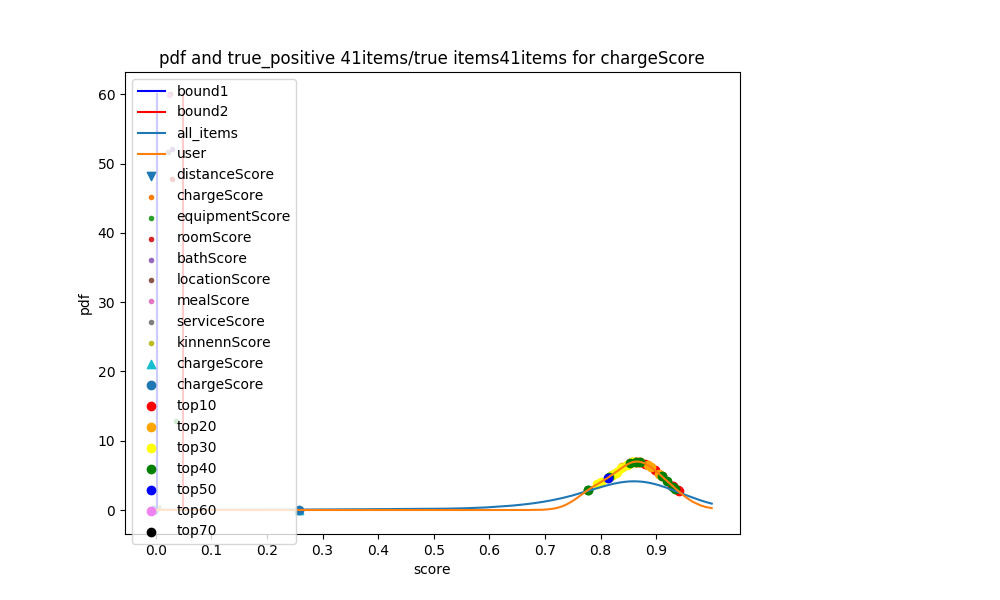 pdf and true_positive 41items/true items41items for chargeScore
60
50
40
30
20
10
0
pdf
bound1
bound2
all_items
user
distanceScore
chargeScore
equipmentScore
roomScore
bathScore
locationScore
mealScore
serviceScore
kinnennScore
chargeScore
chargeScore
top10
top20
top30
top40
top50
top60
top70
0.0 0.1 0.2 0.3 0.4 0.5 0.6 0.7 0.8 0.9
score